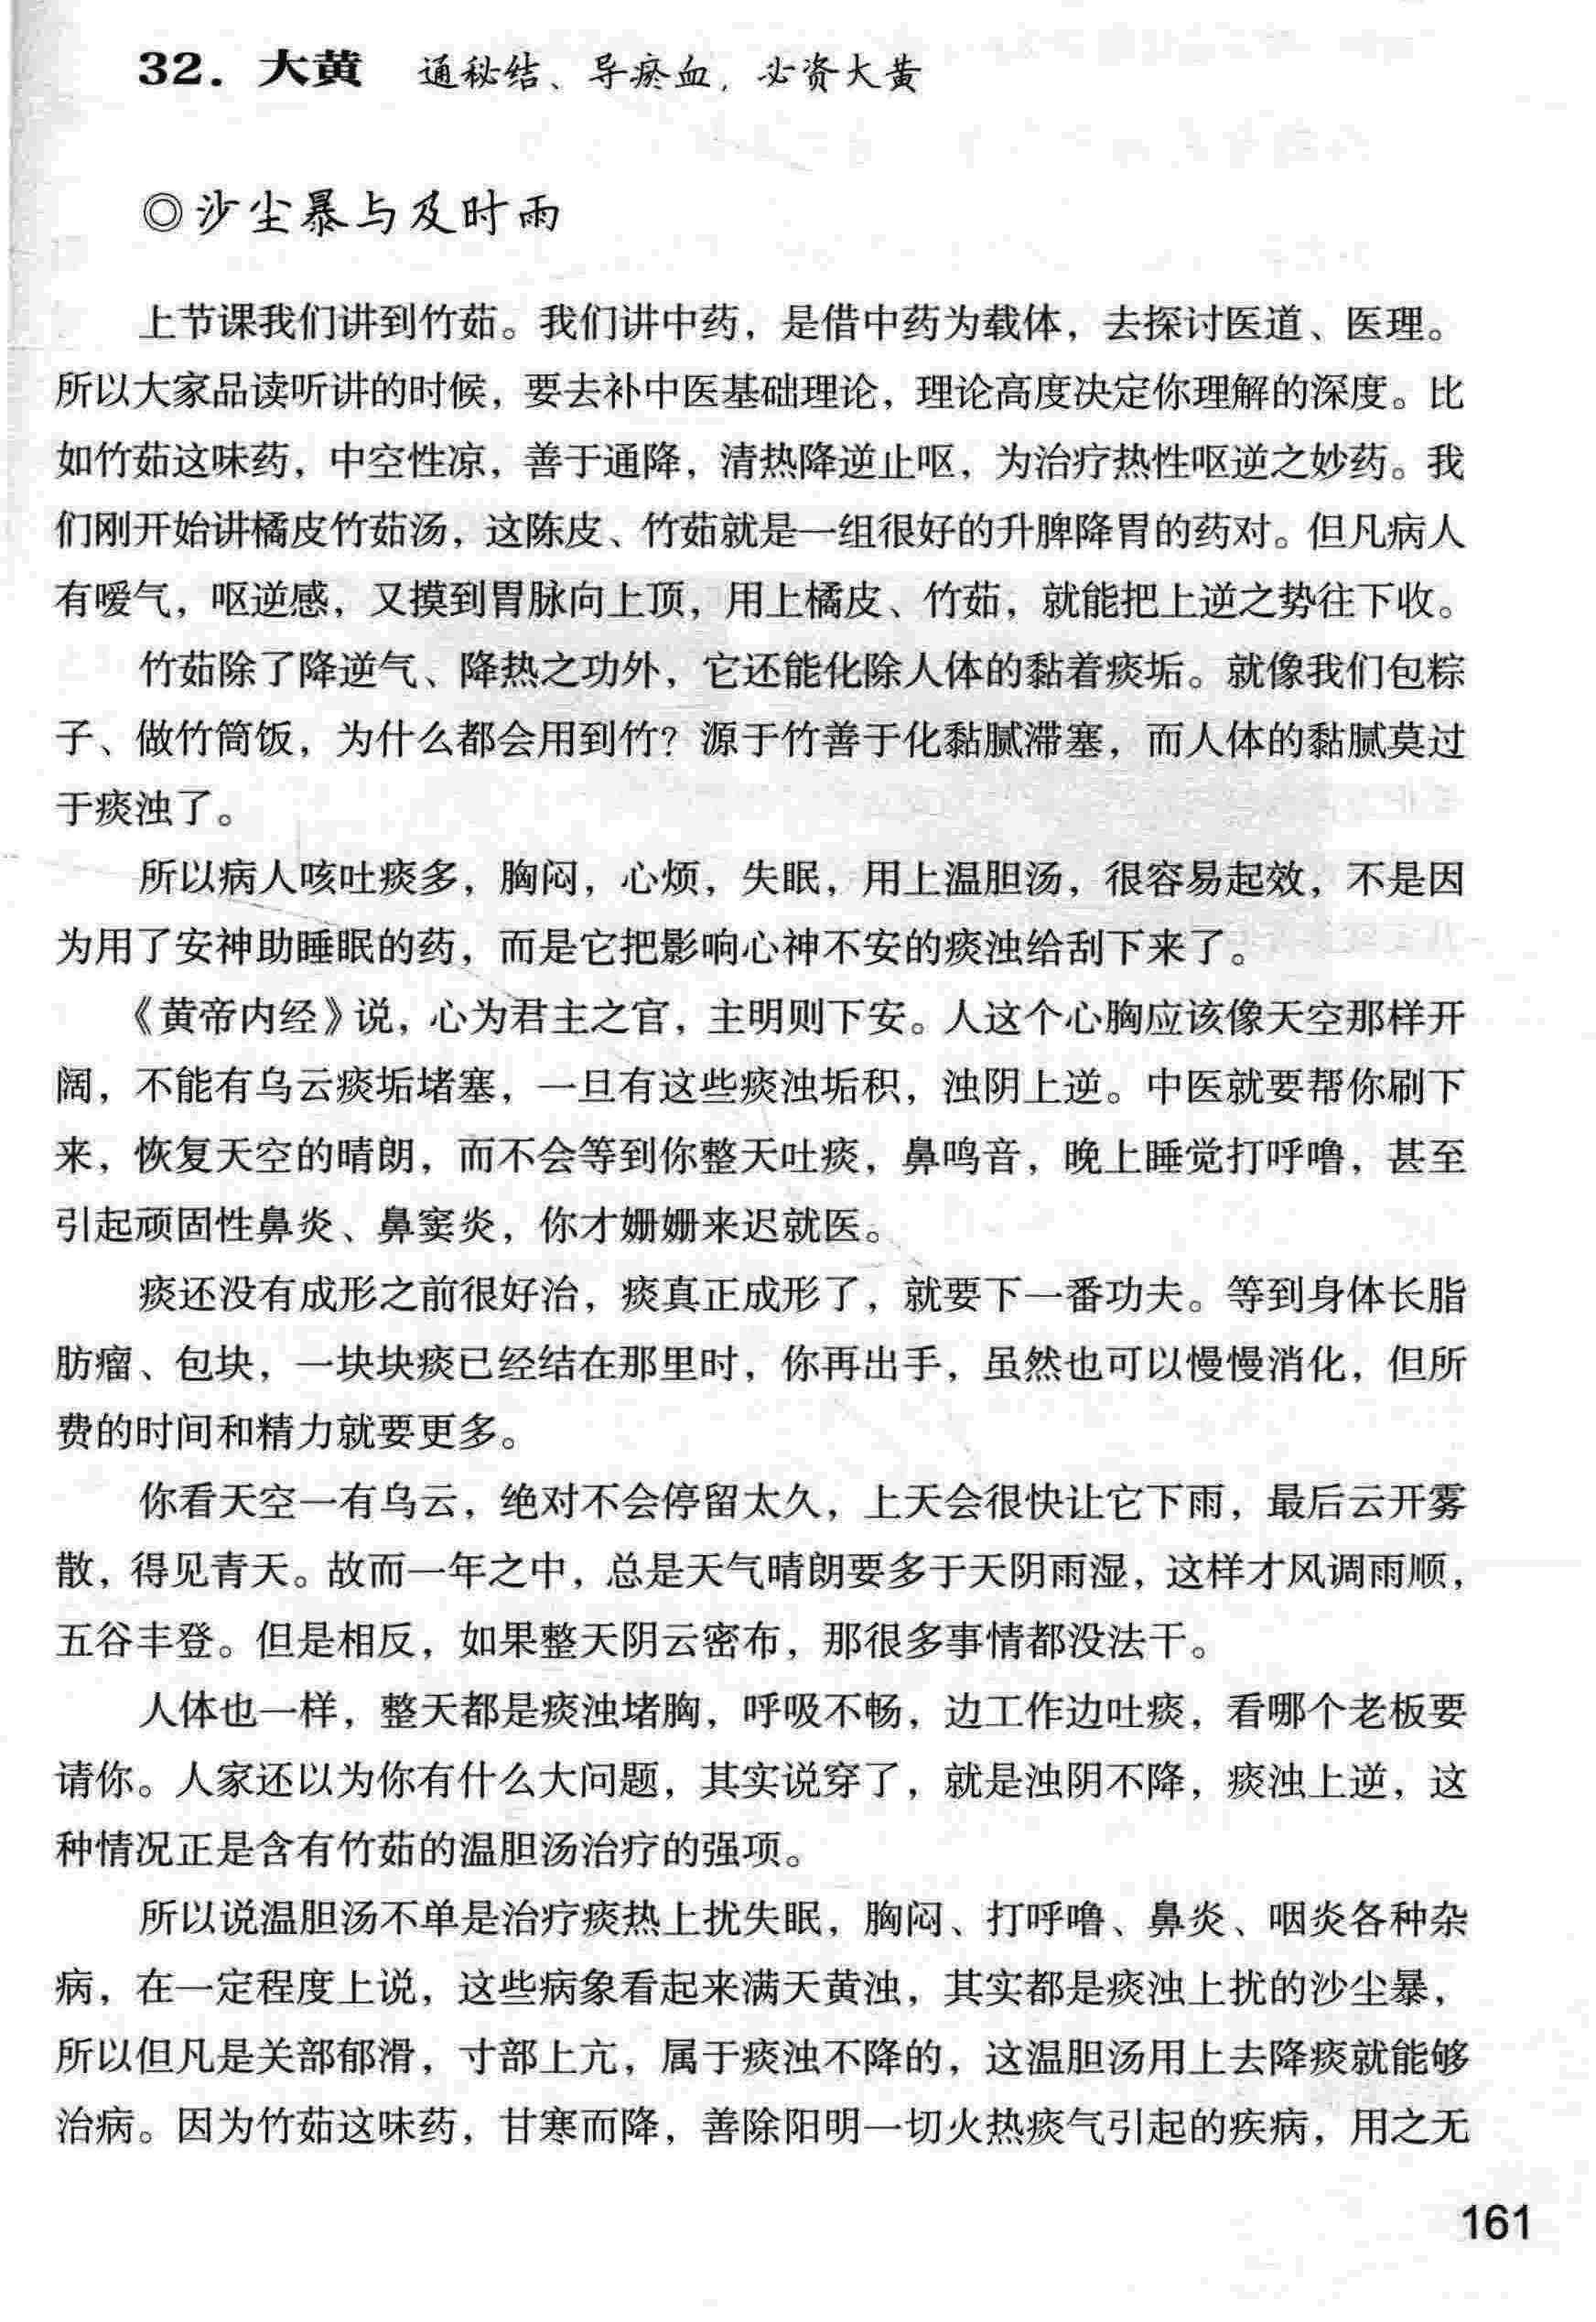 32. 大黄 通秘结、导瘀血，必资大黄
◎沙尘暴与及时雨
上节课我们讲到竹茹。我们讲中药，是借中药为载体，去探讨医道、医理。
所以大家品读听讲的时候，要去补中医基础理论，理论高度决定你理解的深度。比
如竹茹这味药，中空性凉，善于通降，清热降逆止呕，为治疗热性呕逆之妙药。我
们刚开始讲橘皮竹茹汤，这陈皮、竹茹就是一组很好的升脾降胃的药对。但凡病人
有嗳气，呕逆感，又摸到胃脉向上顶，用上橘皮、竹茹，就能把上逆之势往下收。
竹茹除了降逆气、降热之功外，它还能化除人体的黏着痰垢。就像我们包粽
子、做竹筒饭，为什么都会用到竹？源于竹善于化黏腻滞塞，而人体的黏腻莫过
于痰浊了。
所以病人咳吐痰多，胸闷，心烦，失眠，用上温胆汤，很容易起效，不是因
为用了安神助睡眠的药，而是它把影响心神不安的痰浊给刮下来了。
《黄帝内经》说，心为君主之官，主明则下安。人这个心胸应该像天空那样开
阔，不能有乌云痰垢堵塞，一旦有这些痰浊垢积，浊阴上逆。中医就要帮你刷下
来，恢复天空的晴朗，而不会等到你整天吐痰，鼻鸣音，晚上睡觉打呼噜，甚至
引起顽固性鼻炎、鼻窦炎，你才姗姗来迟就医。
痰还没有成形之前很好治，痰真正成形了，就要下一番功夫。等到身体长脂
肪瘤、包块，一块块痰已经结在那里时，你再出手，虽然也可以慢慢消化，但所
费的时间和精力就要更多。
你看天空一有乌云，绝对不会停留太久，上天会很快让它下雨，最后云开雾
散，得见青天。故而一年之中，总是天气晴朗要多于天阴雨湿，这样才风调雨顺，
五谷丰登。但是相反，如果整天阴云密布，那很多事情都没法干。
人体也一样，整天都是痰浊堵胸，呼吸不畅，边工作边吐痰，看哪个老板要
请你。人家还以为你有什么大问题，其实说穿了，就是浊阴不降，痰浊上逆，这
种情况正是含有竹茹的温胆汤治疗的强项。
所以说温胆汤不单是治疗痰热上扰失眠，胸闷、打呼噜、鼻炎、咽炎各种杂
病，在一定程度上说，这些病象看起来满天黄浊，其实都是痰浊上扰的沙尘暴，
所以但凡是关部郁滑，寸部上亢，属于痰浊不降的，这温胆汤用上去降痰就能够
治病。因为竹茹这味药，甘寒而降，善除阳明一切火热痰气引起的疾病，用之无
161